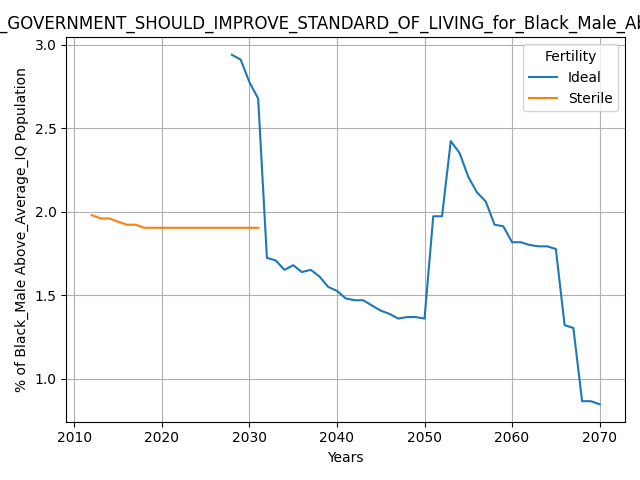 _GOVERNMENT_SHOULD_IMPROVE_STANDARD_OF_LIVING_for_Black_Male_Ab
% of Black_Male Above_Average_IQ Population
3.0
2.5
2.0
1.5
1.0
Fertility
Ideal
Sterile
2010 2020 2030 2040 2050 2060 2070
Years